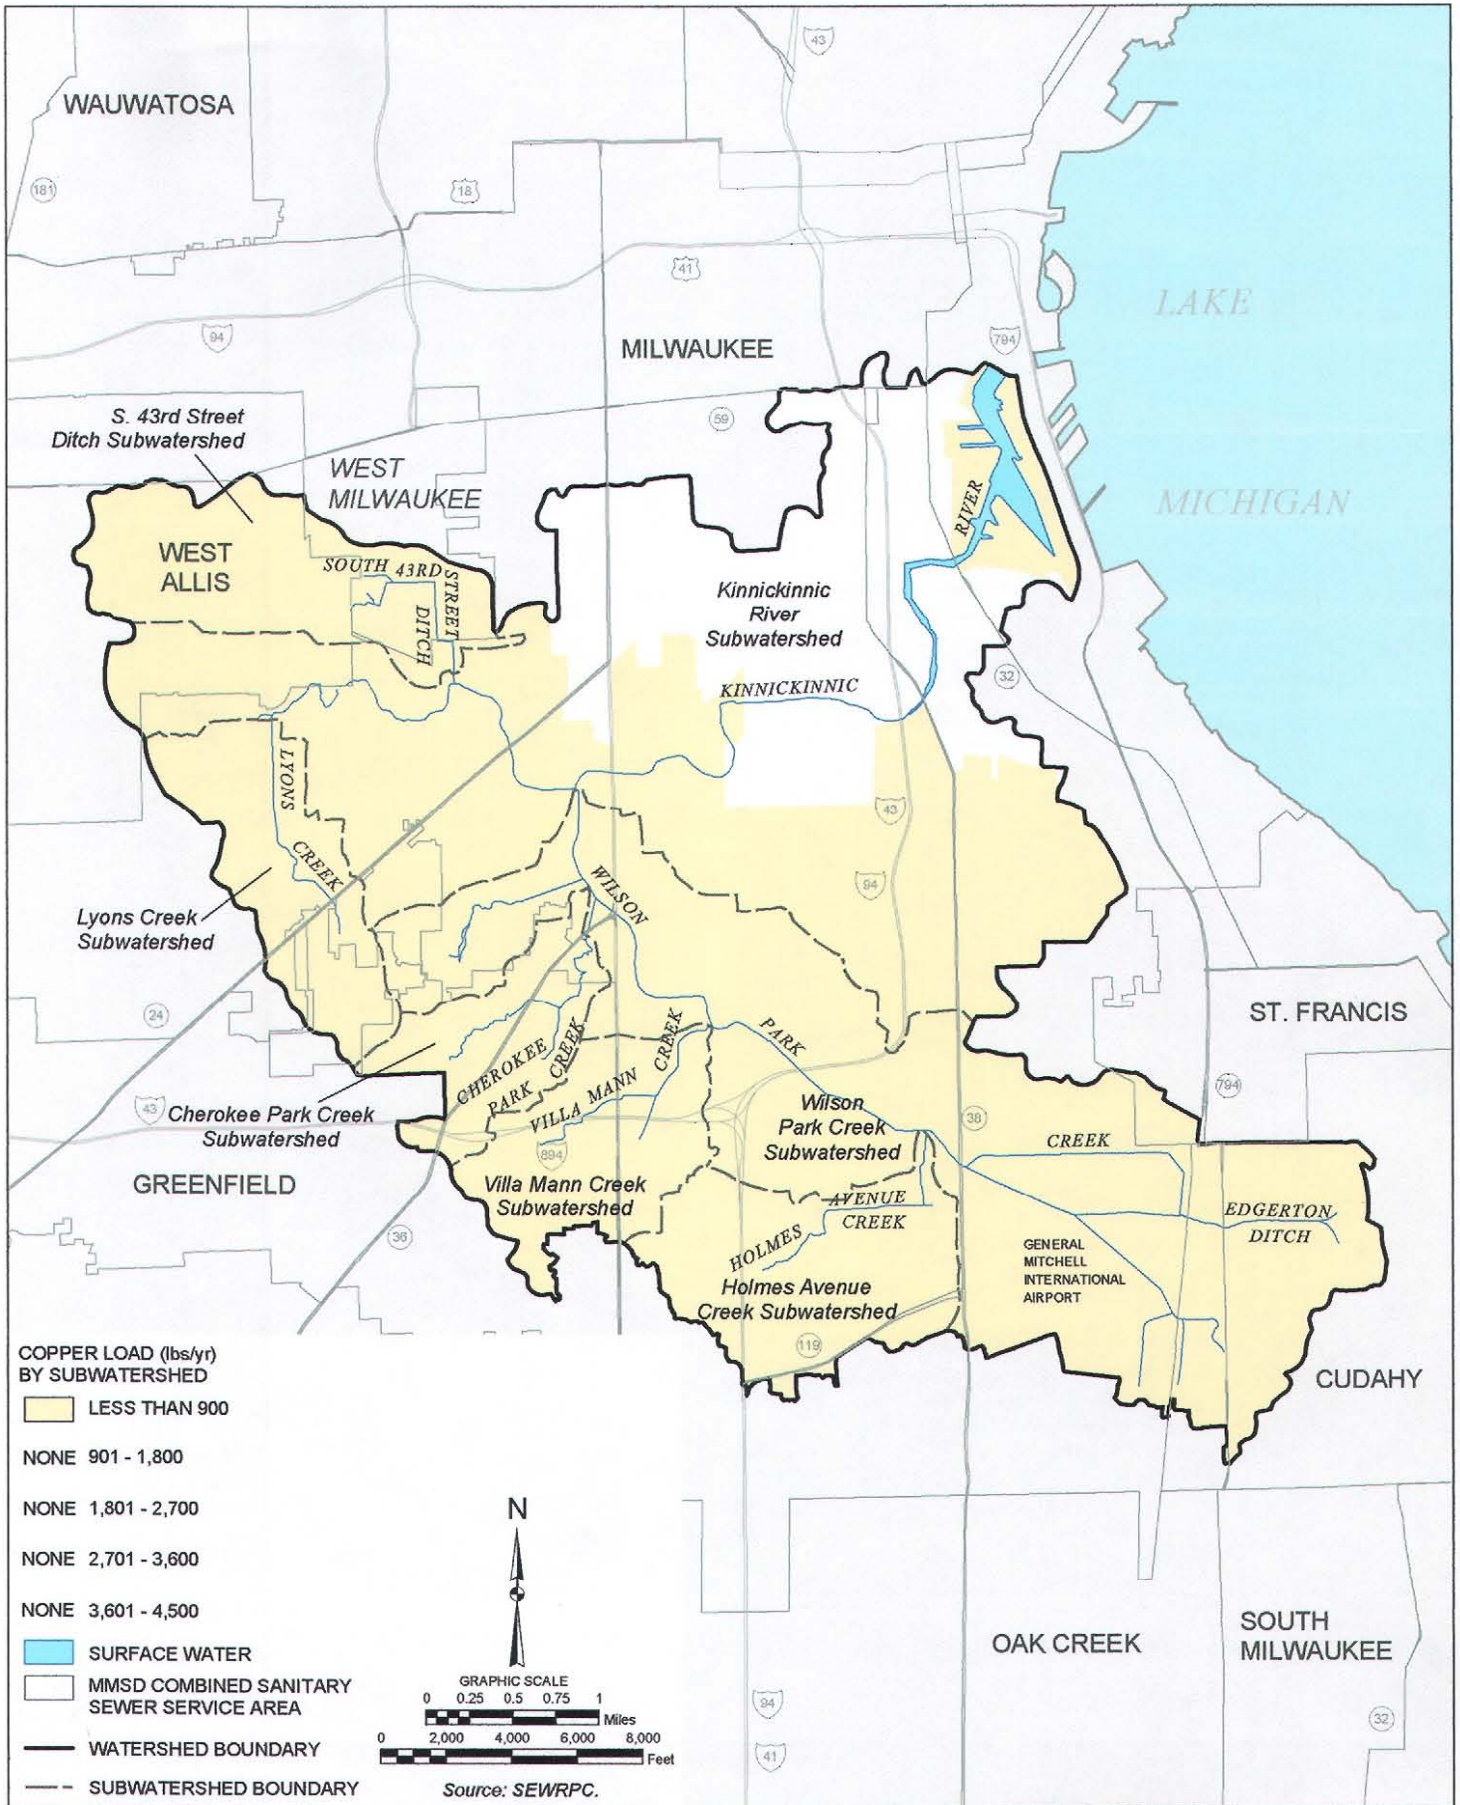 43
WAUWATOSA
181
18
41
LAKE
94
794
MILWAUKEE
S. 43rd Street
Ditch Subwatershed
59
WEST
MILWAUKEE
MICHIGAN
RIVER
WEST
ALLIS
SOUTH 43RD
STREET
DITCH
Kinnickinnic
River
Subwatershed
32
KINNICKINNIC
LYONS
CREEK
43
94
WILSON
Lyons Creek
Subwatershed
24
ST. FRANCIS
PARK
CREEK
CHEROKEE
PARK CREEK
VILLA MANN
794
43
Cherokee Park Creek
Subwatershed
Wilson
Park Creek
Subwatershed
38
CREEK
894
GREENFIELD
Villa Mann Creek
Subwatershed
AVENUE
CREEK
HOLMES
EDGERTON
DITCH
36
GENERAL
MITCHELL
INTERNATIONAL
AIRPORT
Holmes Avenue
Creek Subwatershed
119
CUDAHY
COPPER LOAD (lbs/yr)
BY SUBWATERSHED
LESS THAN 900
NONE 901 - 1,800
NONE 1,801 - 2,700
NONE 2,701 - 3,600
NONE 3,601 - 4,500
SURFACE WATER
MMSD COMBINED SANITARY
SEWER SERVICE AREA
WATERSHED BOUNDARY
SUBWATERSHED BOUNDARY
N
GRAPHIC SCALE
0 0.25 0.5 0.75 1
Miles
0 2,000 4,000 6,000 8,000
Feet
Source: SEWRPC.
OAK CREEK
SOUTH
MILWAUKEE
94
32
41